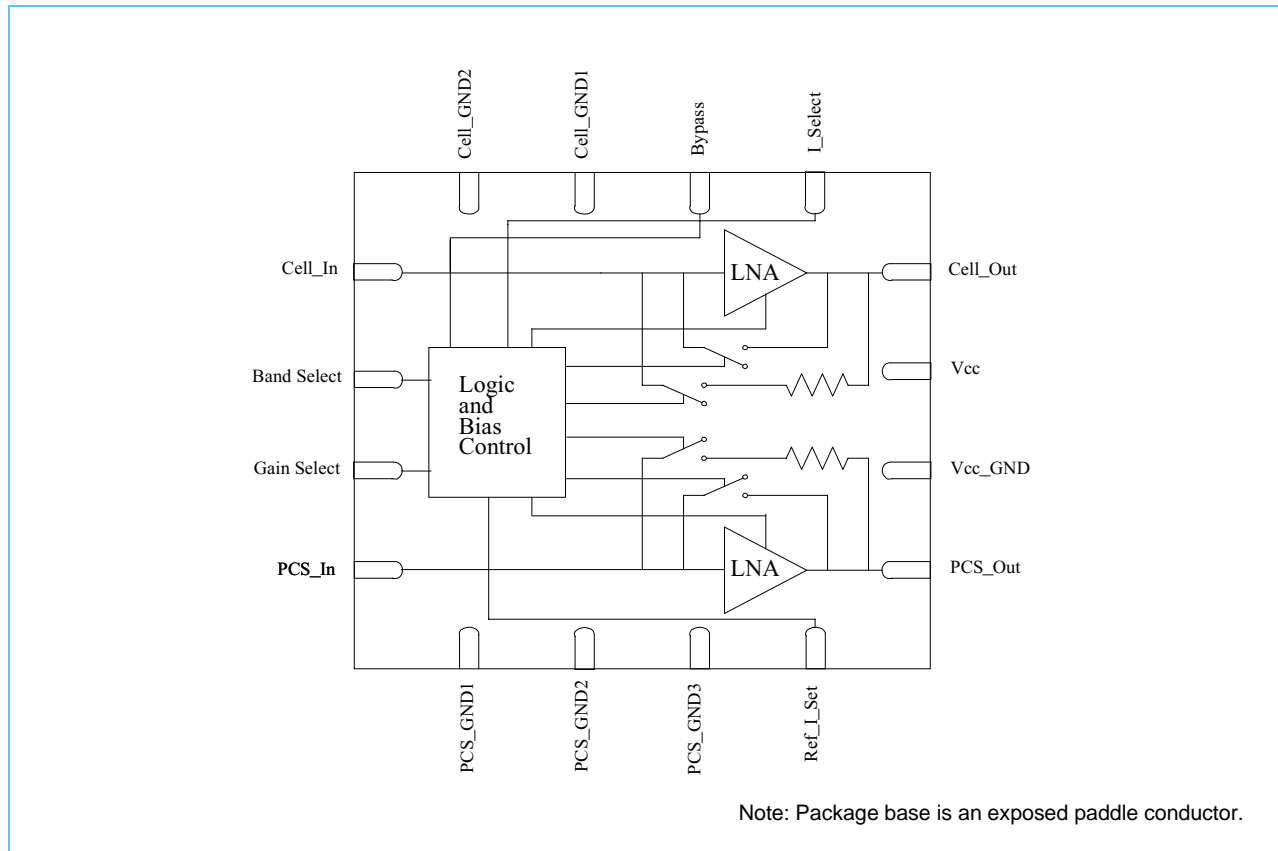 Cell_GND2
Cell_GND1
Bypass
I_Select
Cell_In
LNA
Cell_Out
Band Select
Logic
and
Bias
Control
Vcc
Gain Select
Vcc_GND
PCS_In
LNA
PCS_Out
PCS_GND1
PCS_GND2
PCS_GND3
Ref_I_Set
Note: Package base is an exposed paddle conductor.